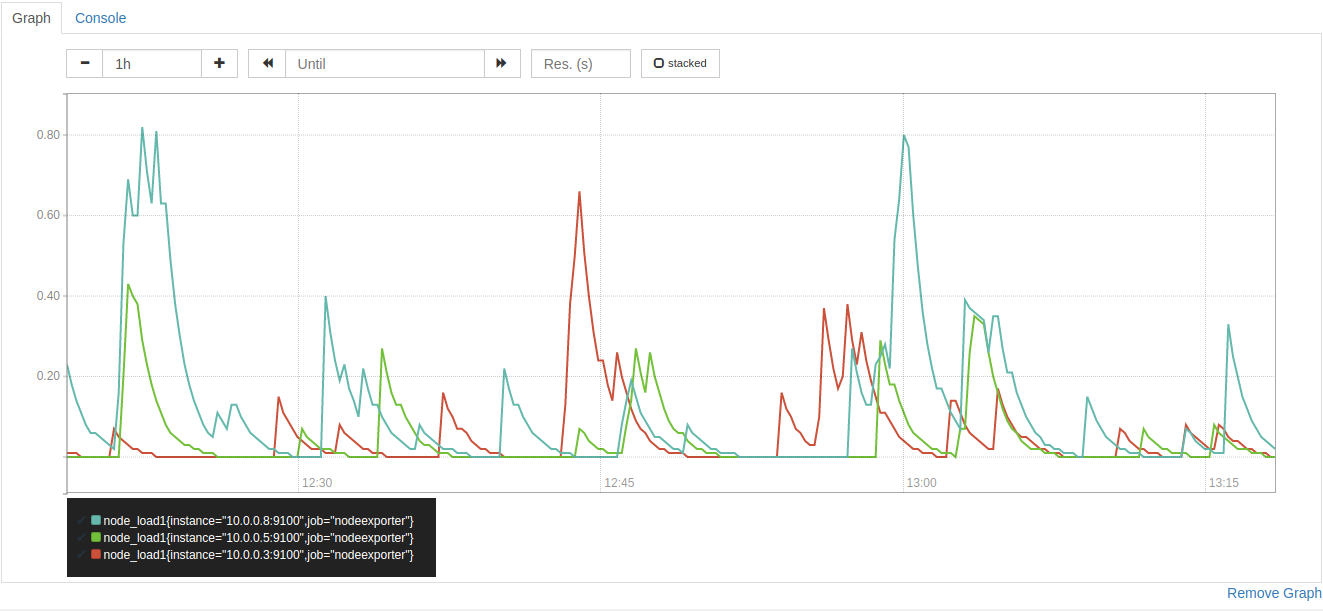 Graph Console
1h Until Res. (s) stacked
0.80
0.60
0.40
0.20
12:30 12:45 13:00 13:15
node_load1{instance="10.0.0.8:9100",job="nodeexporter"}
node_load1{instance="10.0.0.5:9100",job="nodeexporter"}
node_load1{instance="10.0.0.3:9100",job="nodeexporter"}
Remove Graph